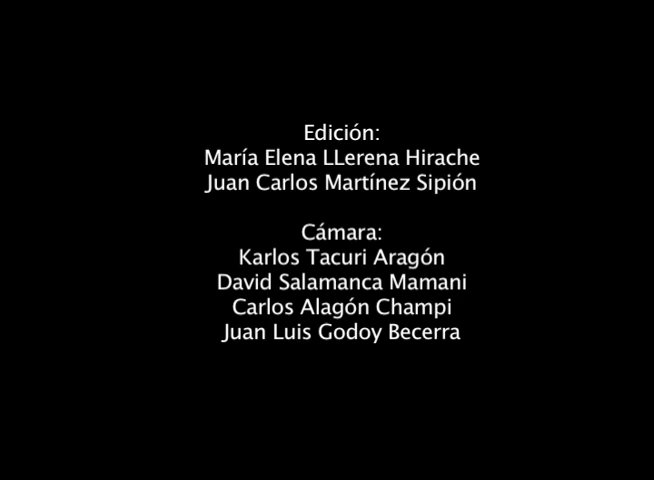 Edición:
María Elena LLerena Hirache
Juan Carlos Martínez Sipión
Cámara:
Karlos Tacuri Aragón
David Salamanca Mamani
Carlos Alagón Champi
Juan Luis Godoy Becerra